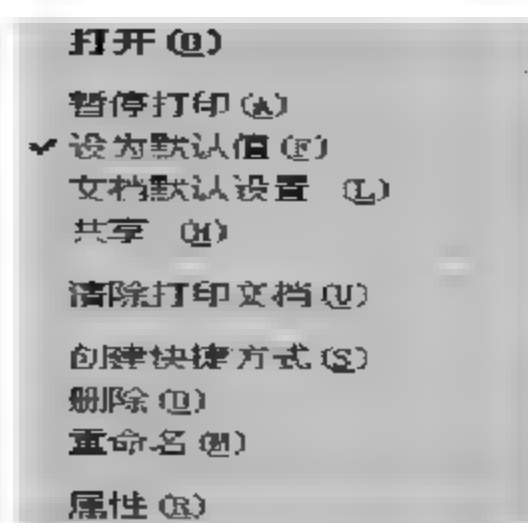 打开(O)
暂停打印(A)
设为默认值(F)
文档默认设置 (L)
共享 (H)
清除打印文档(U)
创建快捷方式(S)
删除(D)
重命名(M)
属性(R)